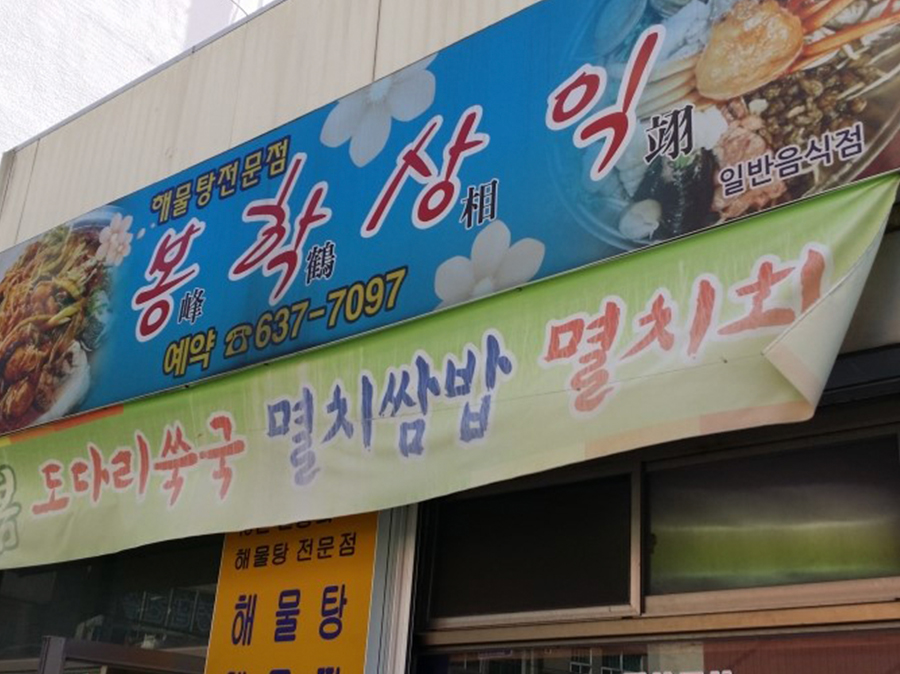 해물탕전문점
봉峰 학鶴 상相 익翊
일반음식점
예약 ☎637-7097
도다리쑥국 멸치쌈밥 멸치회
해물탕 전문점
해물탕